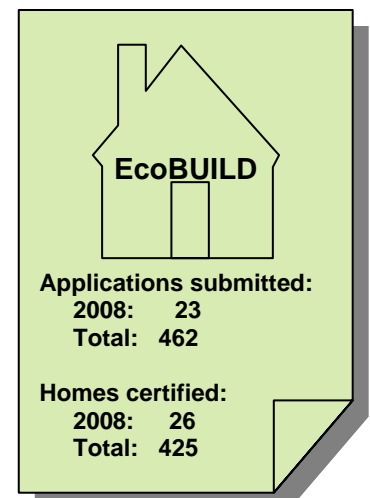 EcoBUILD
Applications submitted:
2008: 23
Total: 462
Homes certified:
2008: 26
Total: 425